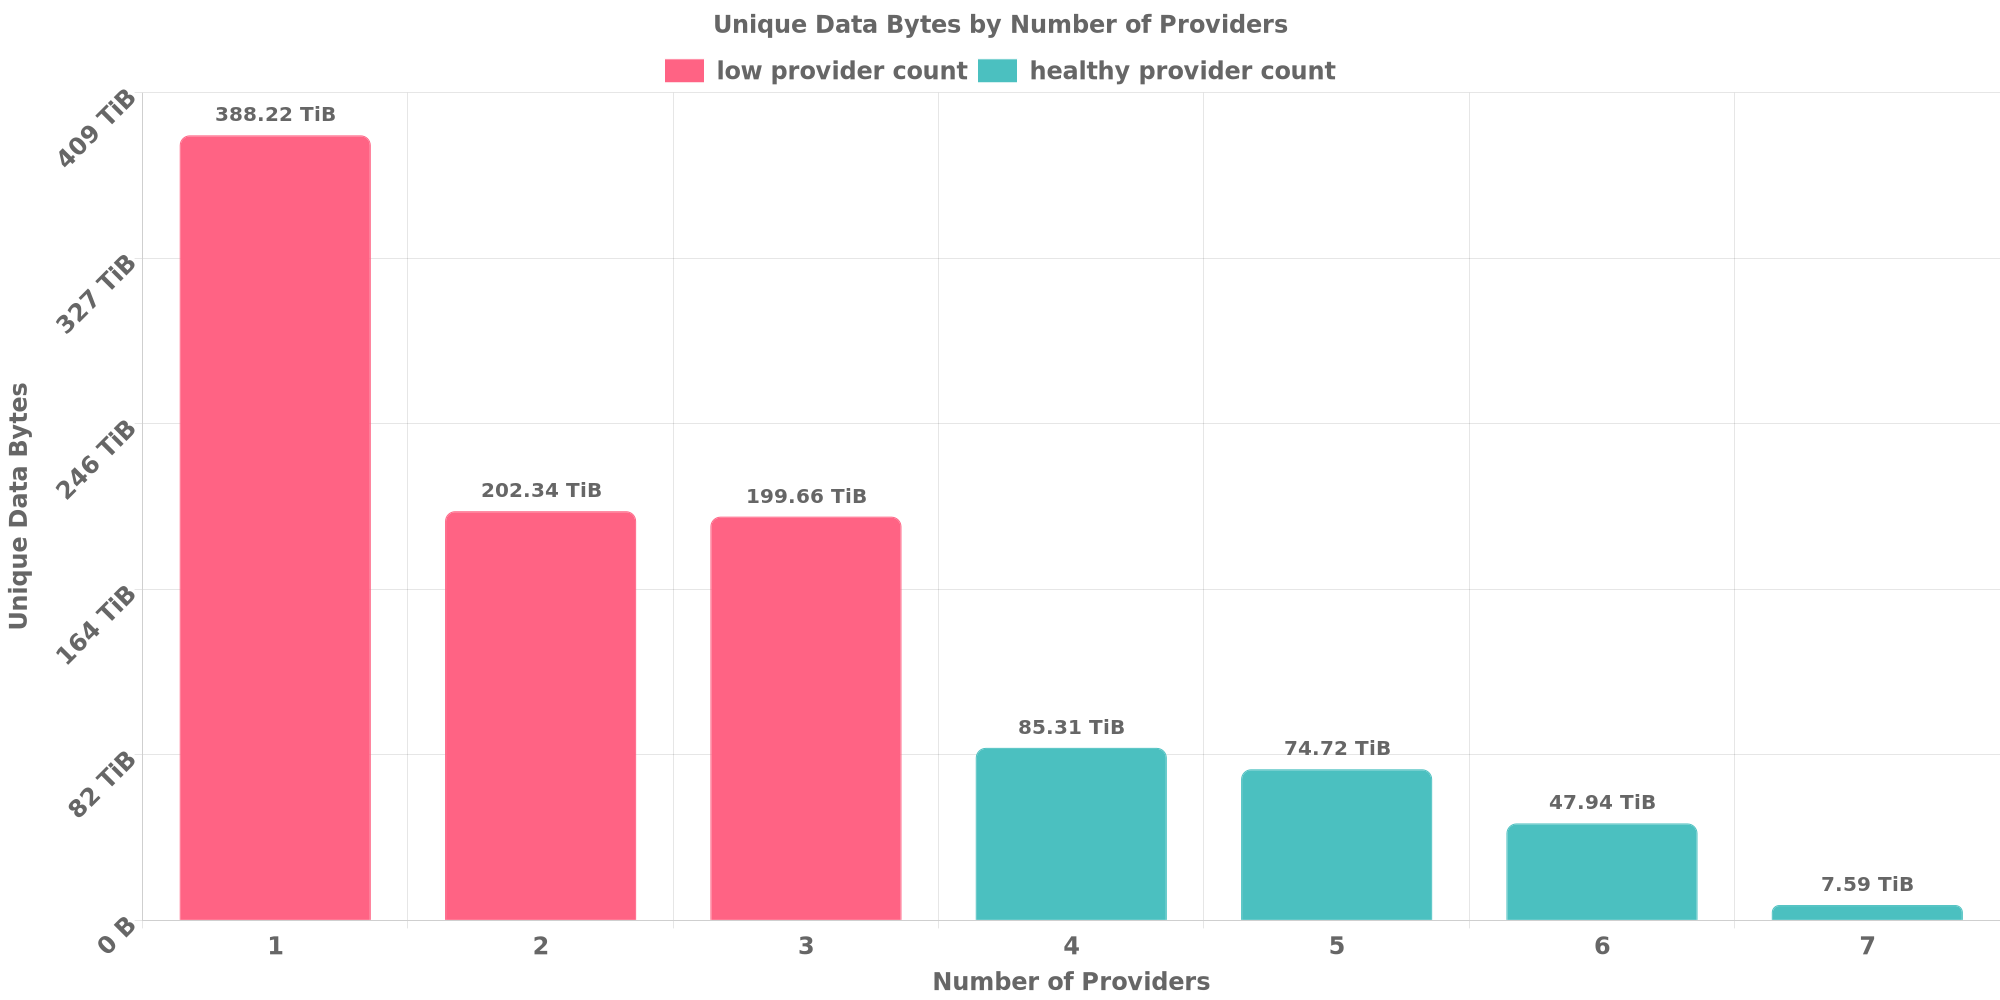 Unique Data Bytes by Number of Providers
low provider count healthy provider count
409 TiB
327 TiB
246 TiB
164 TiB
82 TiB
0 B
Unique Data Bytes
388.22 TiB
202.34 TiB
199.66 TiB
85.31 TiB
74.72 TiB
47.94 TiB
7.59 TiB
1 2 3 4 5 6 7
Number of Providers